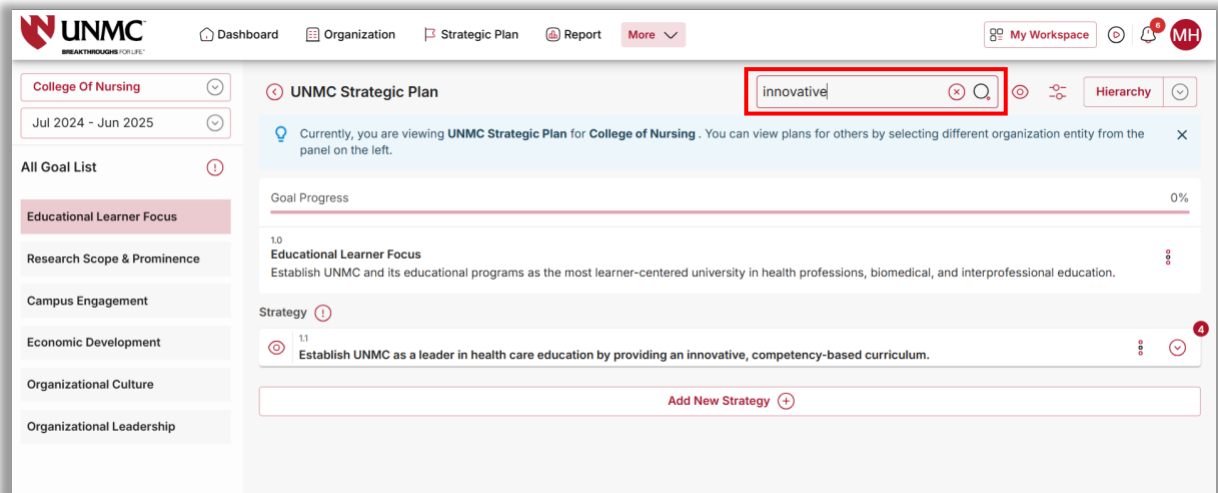 UNMC
BREAKTHROUGHS FOR LIFE™
Dashboard
Organization
Strategic Plan
Report
More
My Workspace
6
MH
College Of Nursing
Jul 2024 - Jun 2025
All Goal List
Educational Learner Focus
Research Scope & Prominence
Campus Engagement
Economic Development
Organizational Culture
Organizational Leadership
UNMC Strategic Plan
innovative
Hierarchy
Currently, you are viewing UNMC Strategic Plan for College of Nursing . You can view plans for others by selecting different organization entity from the
panel on the left.
Goal Progress
0%
1.0
Educational Learner Focus
Establish UNMC and its educational programs as the most learner-centered university in health professions, biomedical, and interprofessional education.
Strategy
4
1.1
Establish UNMC as a leader in health care education by providing an innovative, competency-based curriculum.
Add New Strategy